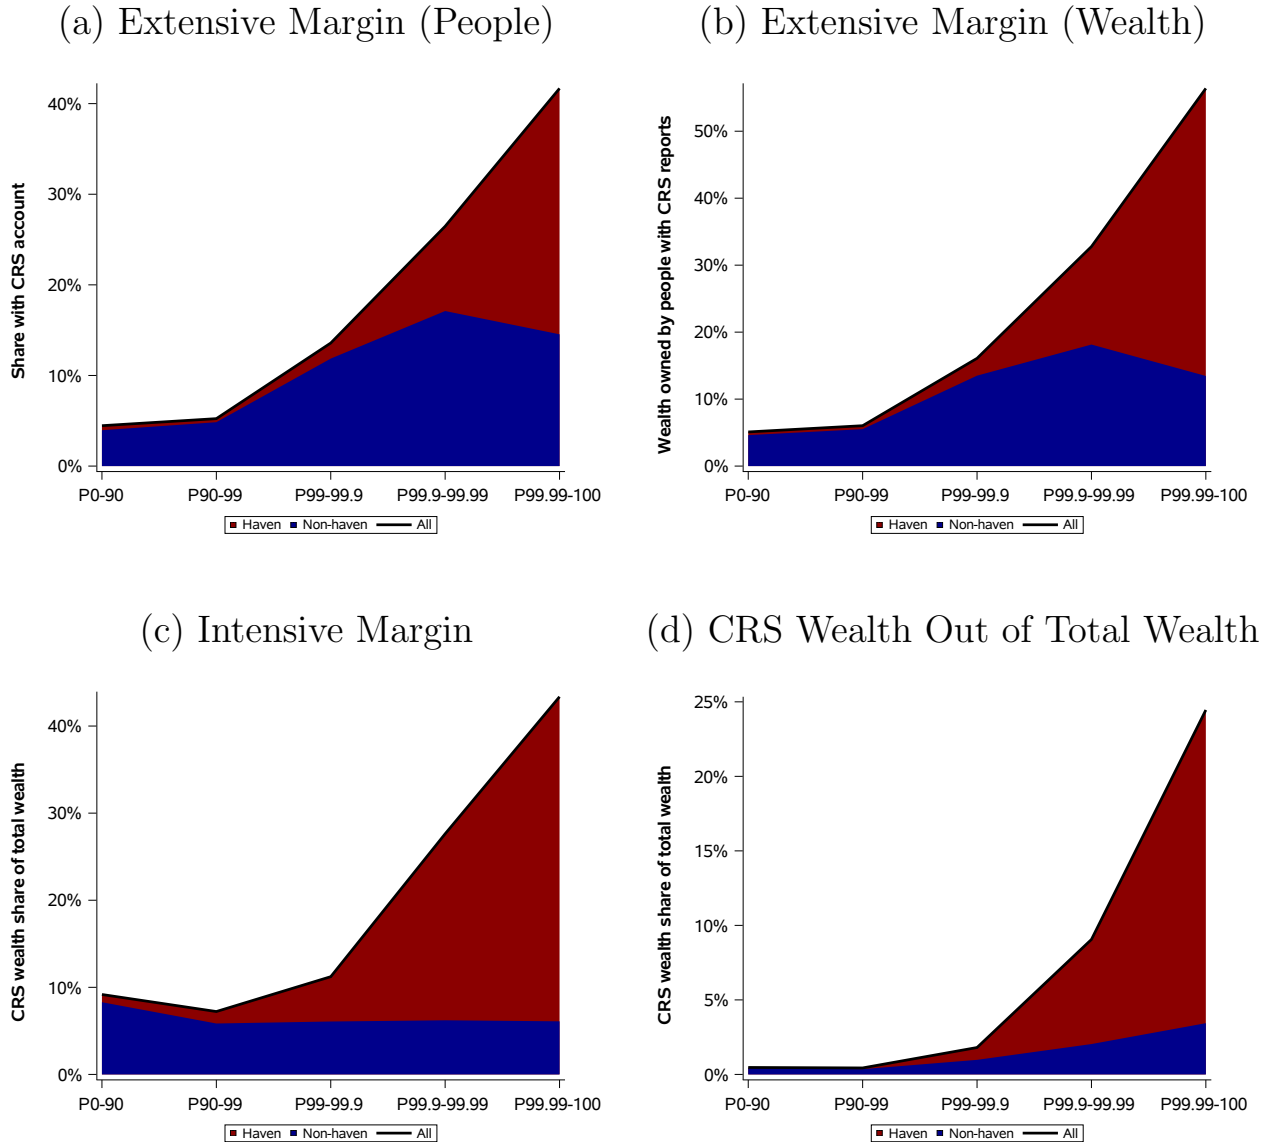 (a) Extensive Margin (People)
Share with CRS account
40%
30%
20%
10%
0%
P0-90 P90-99 P99-99.9 P99.9-99.99 P99.99-100
Haven Non-haven All
(b) Extensive Margin (Wealth)
Wealth owned by people with CRS reports
50%
40%
30%
20%
10%
0%
P0-90 P90-99 P99-99.9 P99.9-99.99 P99.99-100
Haven Non-haven All
(c) Intensive Margin
CRS wealth share of total wealth
40%
30%
20%
10%
0%
P0-90 P90-99 P99-99.9 P99.9-99.99 P99.99-100
Haven Non-haven All
(d) CRS Wealth Out of Total Wealth
CRS wealth share of total wealth
25%
20%
15%
10%
5%
0%
P0-90 P90-99 P99-99.9 P99.9-99.99 P99.99-100
Haven Non-haven All